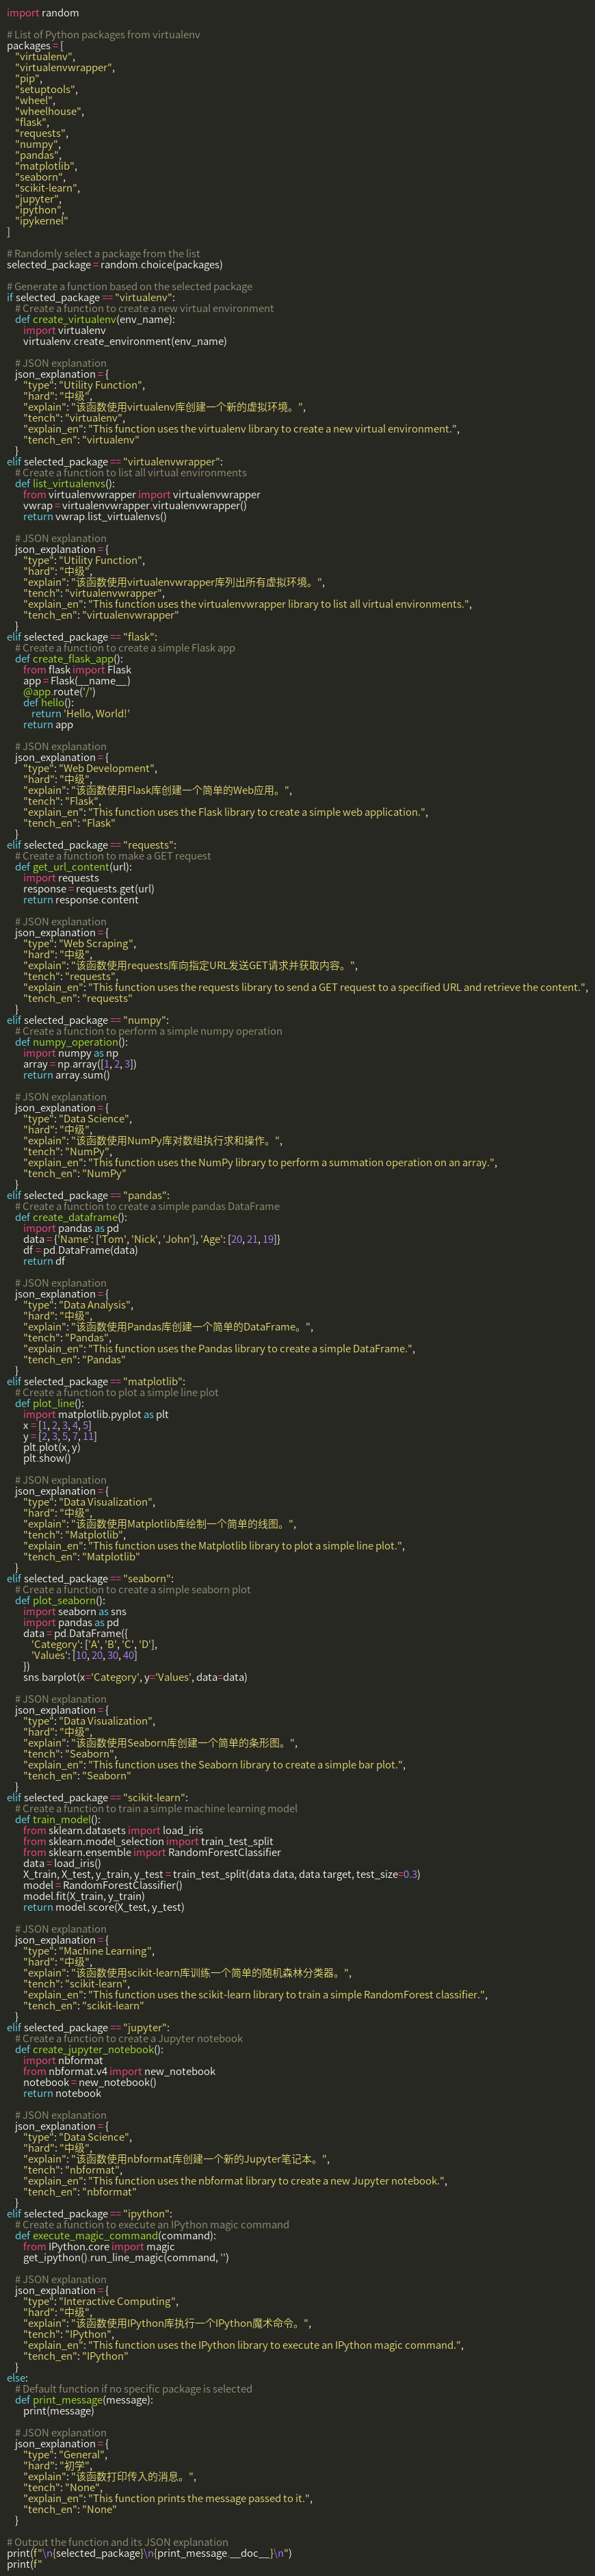 import random

# List of Python packages from virtualenv
packages = [
    "virtualenv",
    "virtualenvwrapper",
    "pip",
    "setuptools",
    "wheel",
    "wheelhouse",
    "flask",
    "requests",
    "numpy",
    "pandas",
    "matplotlib",
    "seaborn",
    "scikit-learn",
    "jupyter",
    "ipython",
    "ipykernel"
]

# Randomly select a package from the list
selected_package = random.choice(packages)

# Generate a function based on the selected package
if selected_package == "virtualenv":
    # Create a function to create a new virtual environment
    def create_virtualenv(env_name):
        import virtualenv
        virtualenv.create_environment(env_name)

    # JSON explanation
    json_explanation = {
        "type": "Utility Function",
        "hard": "中级",
        "explain": "该函数使用virtualenv库创建一个新的虚拟环境。",
        "tench": "virtualenv",
        "explain_en": "This function uses the virtualenv library to create a new virtual environment.",
        "tench_en": "virtualenv"
    }
elif selected_package == "virtualenvwrapper":
    # Create a function to list all virtual environments
    def list_virtualenvs():
        from virtualenvwrapper import virtualenvwrapper
        vwrap = virtualenvwrapper.virtualenvwrapper()
        return vwrap.list_virtualenvs()

    # JSON explanation
    json_explanation = {
        "type": "Utility Function",
        "hard": "中级",
        "explain": "该函数使用virtualenvwrapper库列出所有虚拟环境。",
        "tench": "virtualenvwrapper",
        "explain_en": "This function uses the virtualenvwrapper library to list all virtual environments.",
        "tench_en": "virtualenvwrapper"
    }
elif selected_package == "flask":
    # Create a function to create a simple Flask app
    def create_flask_app():
        from flask import Flask
        app = Flask(__name__)
        @app.route('/')
        def hello():
            return 'Hello, World!'
        return app

    # JSON explanation
    json_explanation = {
        "type": "Web Development",
        "hard": "中级",
        "explain": "该函数使用Flask库创建一个简单的Web应用。",
        "tench": "Flask",
        "explain_en": "This function uses the Flask library to create a simple web application.",
        "tench_en": "Flask"
    }
elif selected_package == "requests":
    # Create a function to make a GET request
    def get_url_content(url):
        import requests
        response = requests.get(url)
        return response.content

    # JSON explanation
    json_explanation = {
        "type": "Web Scraping",
        "hard": "中级",
        "explain": "该函数使用requests库向指定URL发送GET请求并获取内容。",
        "tench": "requests",
        "explain_en": "This function uses the requests library to send a GET request to a specified URL and retrieve the content.",
        "tench_en": "requests"
    }
elif selected_package == "numpy":
    # Create a function to perform a simple numpy operation
    def numpy_operation():
        import numpy as np
        array = np.array([1, 2, 3])
        return array.sum()

    # JSON explanation
    json_explanation = {
        "type": "Data Science",
        "hard": "中级",
        "explain": "该函数使用NumPy库对数组执行求和操作。",
        "tench": "NumPy",
        "explain_en": "This function uses the NumPy library to perform a summation operation on an array.",
        "tench_en": "NumPy"
    }
elif selected_package == "pandas":
    # Create a function to create a simple pandas DataFrame
    def create_dataframe():
        import pandas as pd
        data = {'Name': ['Tom', 'Nick', 'John'], 'Age': [20, 21, 19]}
        df = pd.DataFrame(data)
        return df

    # JSON explanation
    json_explanation = {
        "type": "Data Analysis",
        "hard": "中级",
        "explain": "该函数使用Pandas库创建一个简单的DataFrame。",
        "tench": "Pandas",
        "explain_en": "This function uses the Pandas library to create a simple DataFrame.",
        "tench_en": "Pandas"
    }
elif selected_package == "matplotlib":
    # Create a function to plot a simple line plot
    def plot_line():
        import matplotlib.pyplot as plt
        x = [1, 2, 3, 4, 5]
        y = [2, 3, 5, 7, 11]
        plt.plot(x, y)
        plt.show()

    # JSON explanation
    json_explanation = {
        "type": "Data Visualization",
        "hard": "中级",
        "explain": "该函数使用Matplotlib库绘制一个简单的线图。",
        "tench": "Matplotlib",
        "explain_en": "This function uses the Matplotlib library to plot a simple line plot.",
        "tench_en": "Matplotlib"
    }
elif selected_package == "seaborn":
    # Create a function to create a simple seaborn plot
    def plot_seaborn():
        import seaborn as sns
        import pandas as pd
        data = pd.DataFrame({
            'Category': ['A', 'B', 'C', 'D'],
            'Values': [10, 20, 30, 40]
        })
        sns.barplot(x='Category', y='Values', data=data)

    # JSON explanation
    json_explanation = {
        "type": "Data Visualization",
        "hard": "中级",
        "explain": "该函数使用Seaborn库创建一个简单的条形图。",
        "tench": "Seaborn",
        "explain_en": "This function uses the Seaborn library to create a simple bar plot.",
        "tench_en": "Seaborn"
    }
elif selected_package == "scikit-learn":
    # Create a function to train a simple machine learning model
    def train_model():
        from sklearn.datasets import load_iris
        from sklearn.model_selection import train_test_split
        from sklearn.ensemble import RandomForestClassifier
        data = load_iris()
        X_train, X_test, y_train, y_test = train_test_split(data.data, data.target, test_size=0.3)
        model = RandomForestClassifier()
        model.fit(X_train, y_train)
        return model.score(X_test, y_test)

    # JSON explanation
    json_explanation = {
        "type": "Machine Learning",
        "hard": "中级",
        "explain": "该函数使用scikit-learn库训练一个简单的随机森林分类器。",
        "tench": "scikit-learn",
        "explain_en": "This function uses the scikit-learn library to train a simple RandomForest classifier.",
        "tench_en": "scikit-learn"
    }
elif selected_package == "jupyter":
    # Create a function to create a Jupyter notebook
    def create_jupyter_notebook():
        import nbformat
        from nbformat.v4 import new_notebook
        notebook = new_notebook()
        return notebook

    # JSON explanation
    json_explanation = {
        "type": "Data Science",
        "hard": "中级",
        "explain": "该函数使用nbformat库创建一个新的Jupyter笔记本。",
        "tench": "nbformat",
        "explain_en": "This function uses the nbformat library to create a new Jupyter notebook.",
        "tench_en": "nbformat"
    }
elif selected_package == "ipython":
    # Create a function to execute an IPython magic command
    def execute_magic_command(command):
        from IPython.core import magic
        get_ipython().run_line_magic(command, '')

    # JSON explanation
    json_explanation = {
        "type": "Interactive Computing",
        "hard": "中级",
        "explain": "该函数使用IPython库执行一个IPython魔术命令。",
        "tench": "IPython",
        "explain_en": "This function uses the IPython library to execute an IPython magic command.",
        "tench_en": "IPython"
    }
else:
    # Default function if no specific package is selected
    def print_message(message):
        print(message)

    # JSON explanation
    json_explanation = {
        "type": "General",
        "hard": "初学",
        "explain": "该函数打印传入的消息。",
        "tench": "None",
        "explain_en": "This function prints the message passed to it.",
        "tench_en": "None"
    }

# Output the function and its JSON explanation
print(f"\n{selected_package}\n{print_message.__doc__}\n")
print(f"